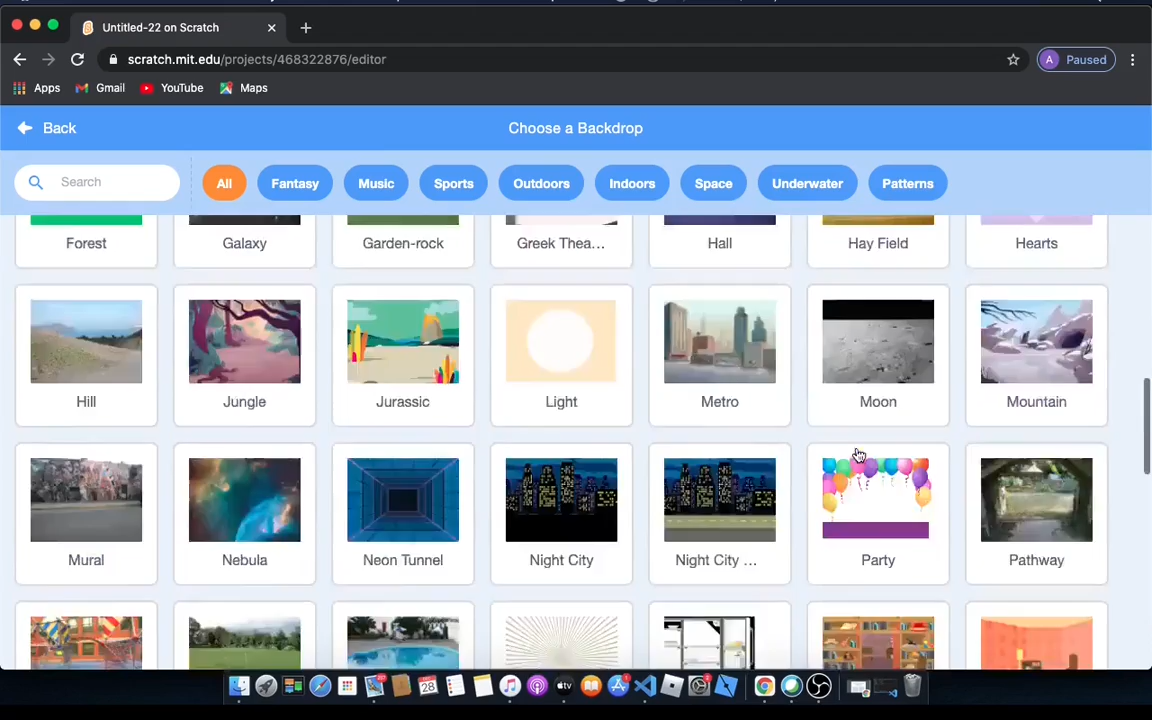 Untitled-22 on Scratch
scratch.mit.edu/projects/468322876/editor
A Paused
Apps Gmail YouTube Maps
Back
Choose a Backdrop
Search
All Fantasy Music Sports Outdoors Indoors Space Underwater Patterns
Forest Galaxy Garden-rock Greek Thea... Hall Hay Field Hearts
Hill Jungle Jurassic Light Metro Moon Mountain
Mural Nebula Neon Tunnel Night City Night City ... Party Pathway